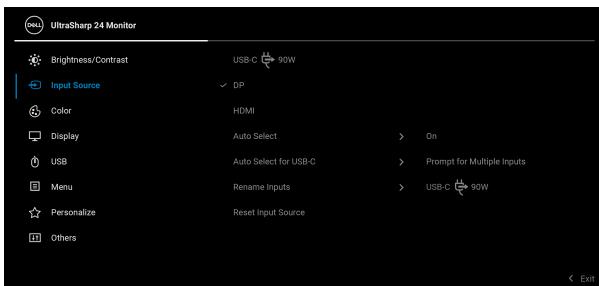 DELL UltraSharp 24 Monitor
Brightness/Contrast USB-C 90W
Input Source DP
Color HDMI
Display Auto Select On
USB Auto Select for USB-C Prompt for Multiple Inputs
Menu Rename Inputs USB-C 90W
Personalize Reset Input Source
Others
Exit